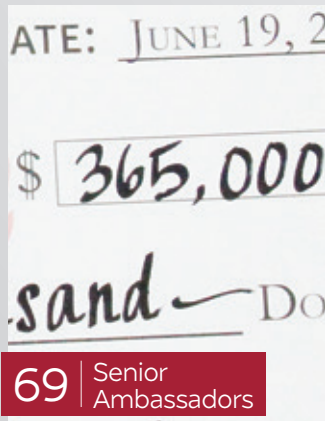 ATE: JUNE 19, 2
$ 365,000
sand — DO
69 Senior
Ambassadors